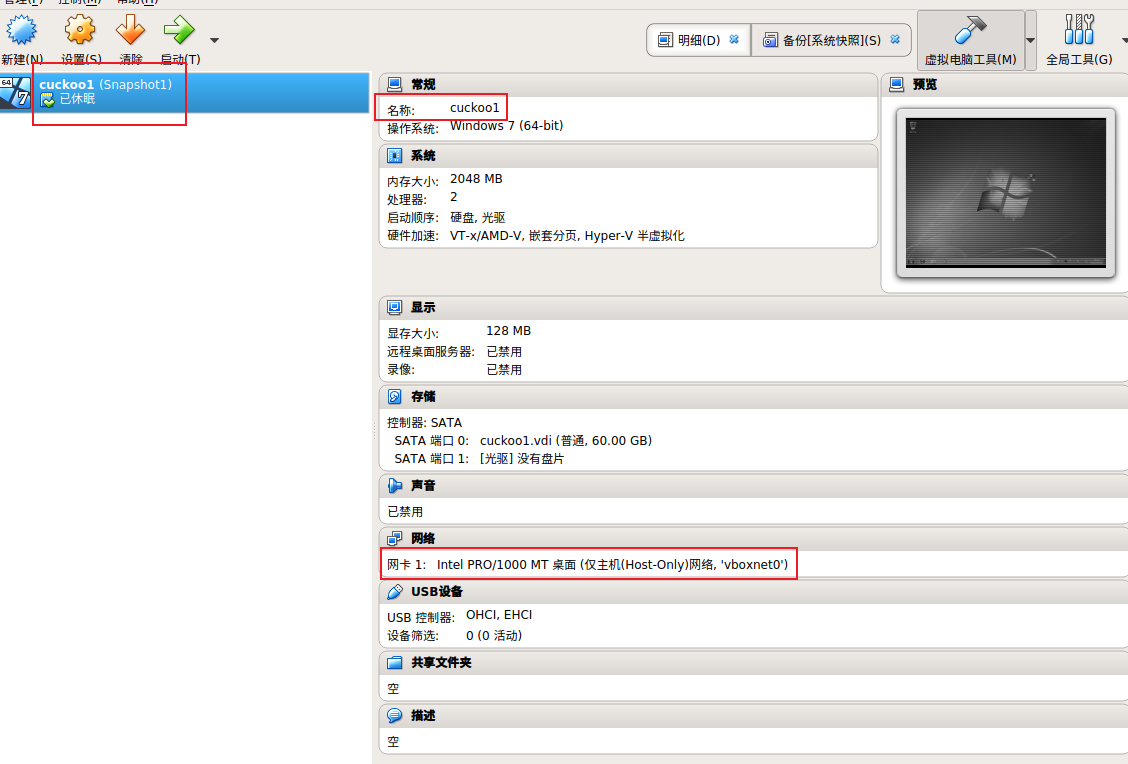 管理(F) 控制(M) 帮助(H)
新建(N) 设置(S) 清除 启动(T)
明细(D) 备份[系统快照](S)
虚拟电脑工具(M) 全局工具(G)
64 7 cuckoo1 (Snapshot1)
已休眠
常规
名称: cuckoo1
操作系统: Windows 7 (64-bit)
预览
系统
内存大小: 2048 MB
处理器: 2
启动顺序: 硬盘, 光驱
硬件加速: VT-x/AMD-V, 嵌套分页, Hyper-V 半虚拟化
显示
显存大小: 128 MB
远程桌面服务器: 已禁用
录像: 已禁用
存储
控制器: SATA
SATA 端口 0: cuckoo1.vdi (普通, 60.00 GB)
SATA 端口 1: [光驱] 没有盘片
声音
已禁用
网络
网卡 1: Intel PRO/1000 MT 桌面 (仅主机(Host-Only)网络, 'vboxnet0')
USB设备
USB 控制器: OHCI, EHCI
设备筛选: 0 (0 活动)
共享文件夹
空
描述
空